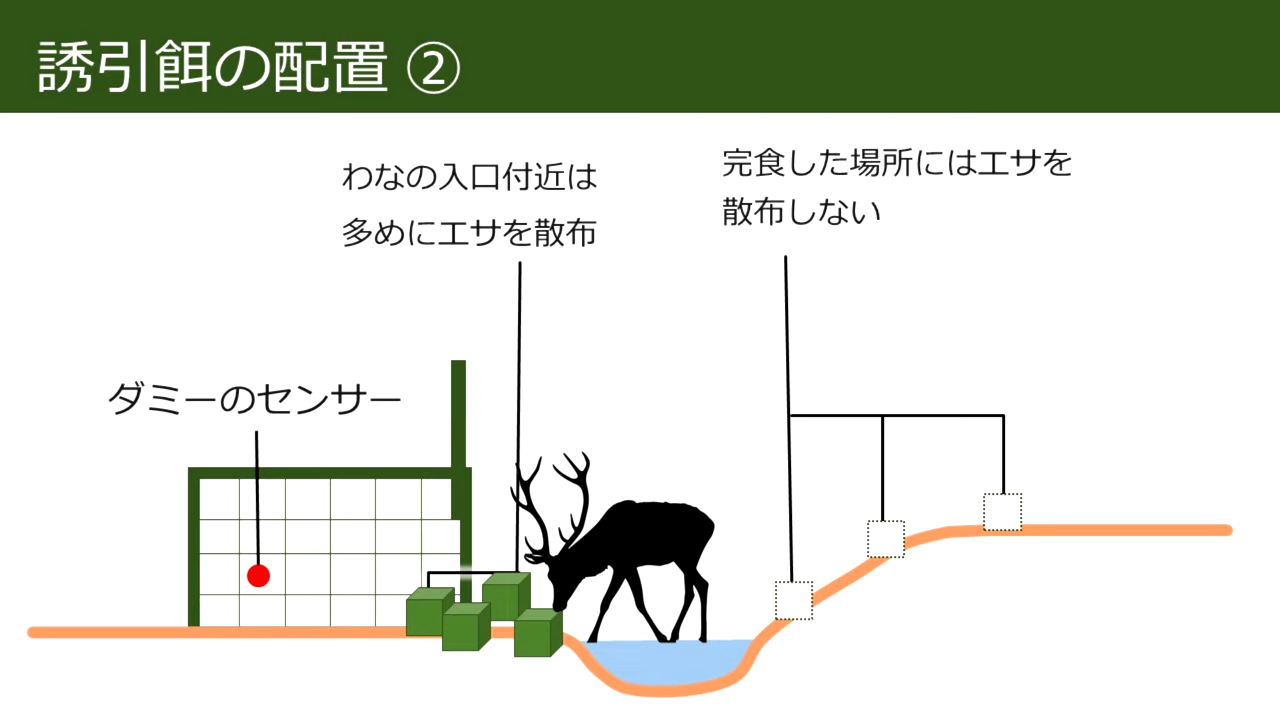 誘引餌の配置 ②
わなの入口付近は
多めにエサを散布
完食した場所にはエサを
散布しない
ダミーのセンサー